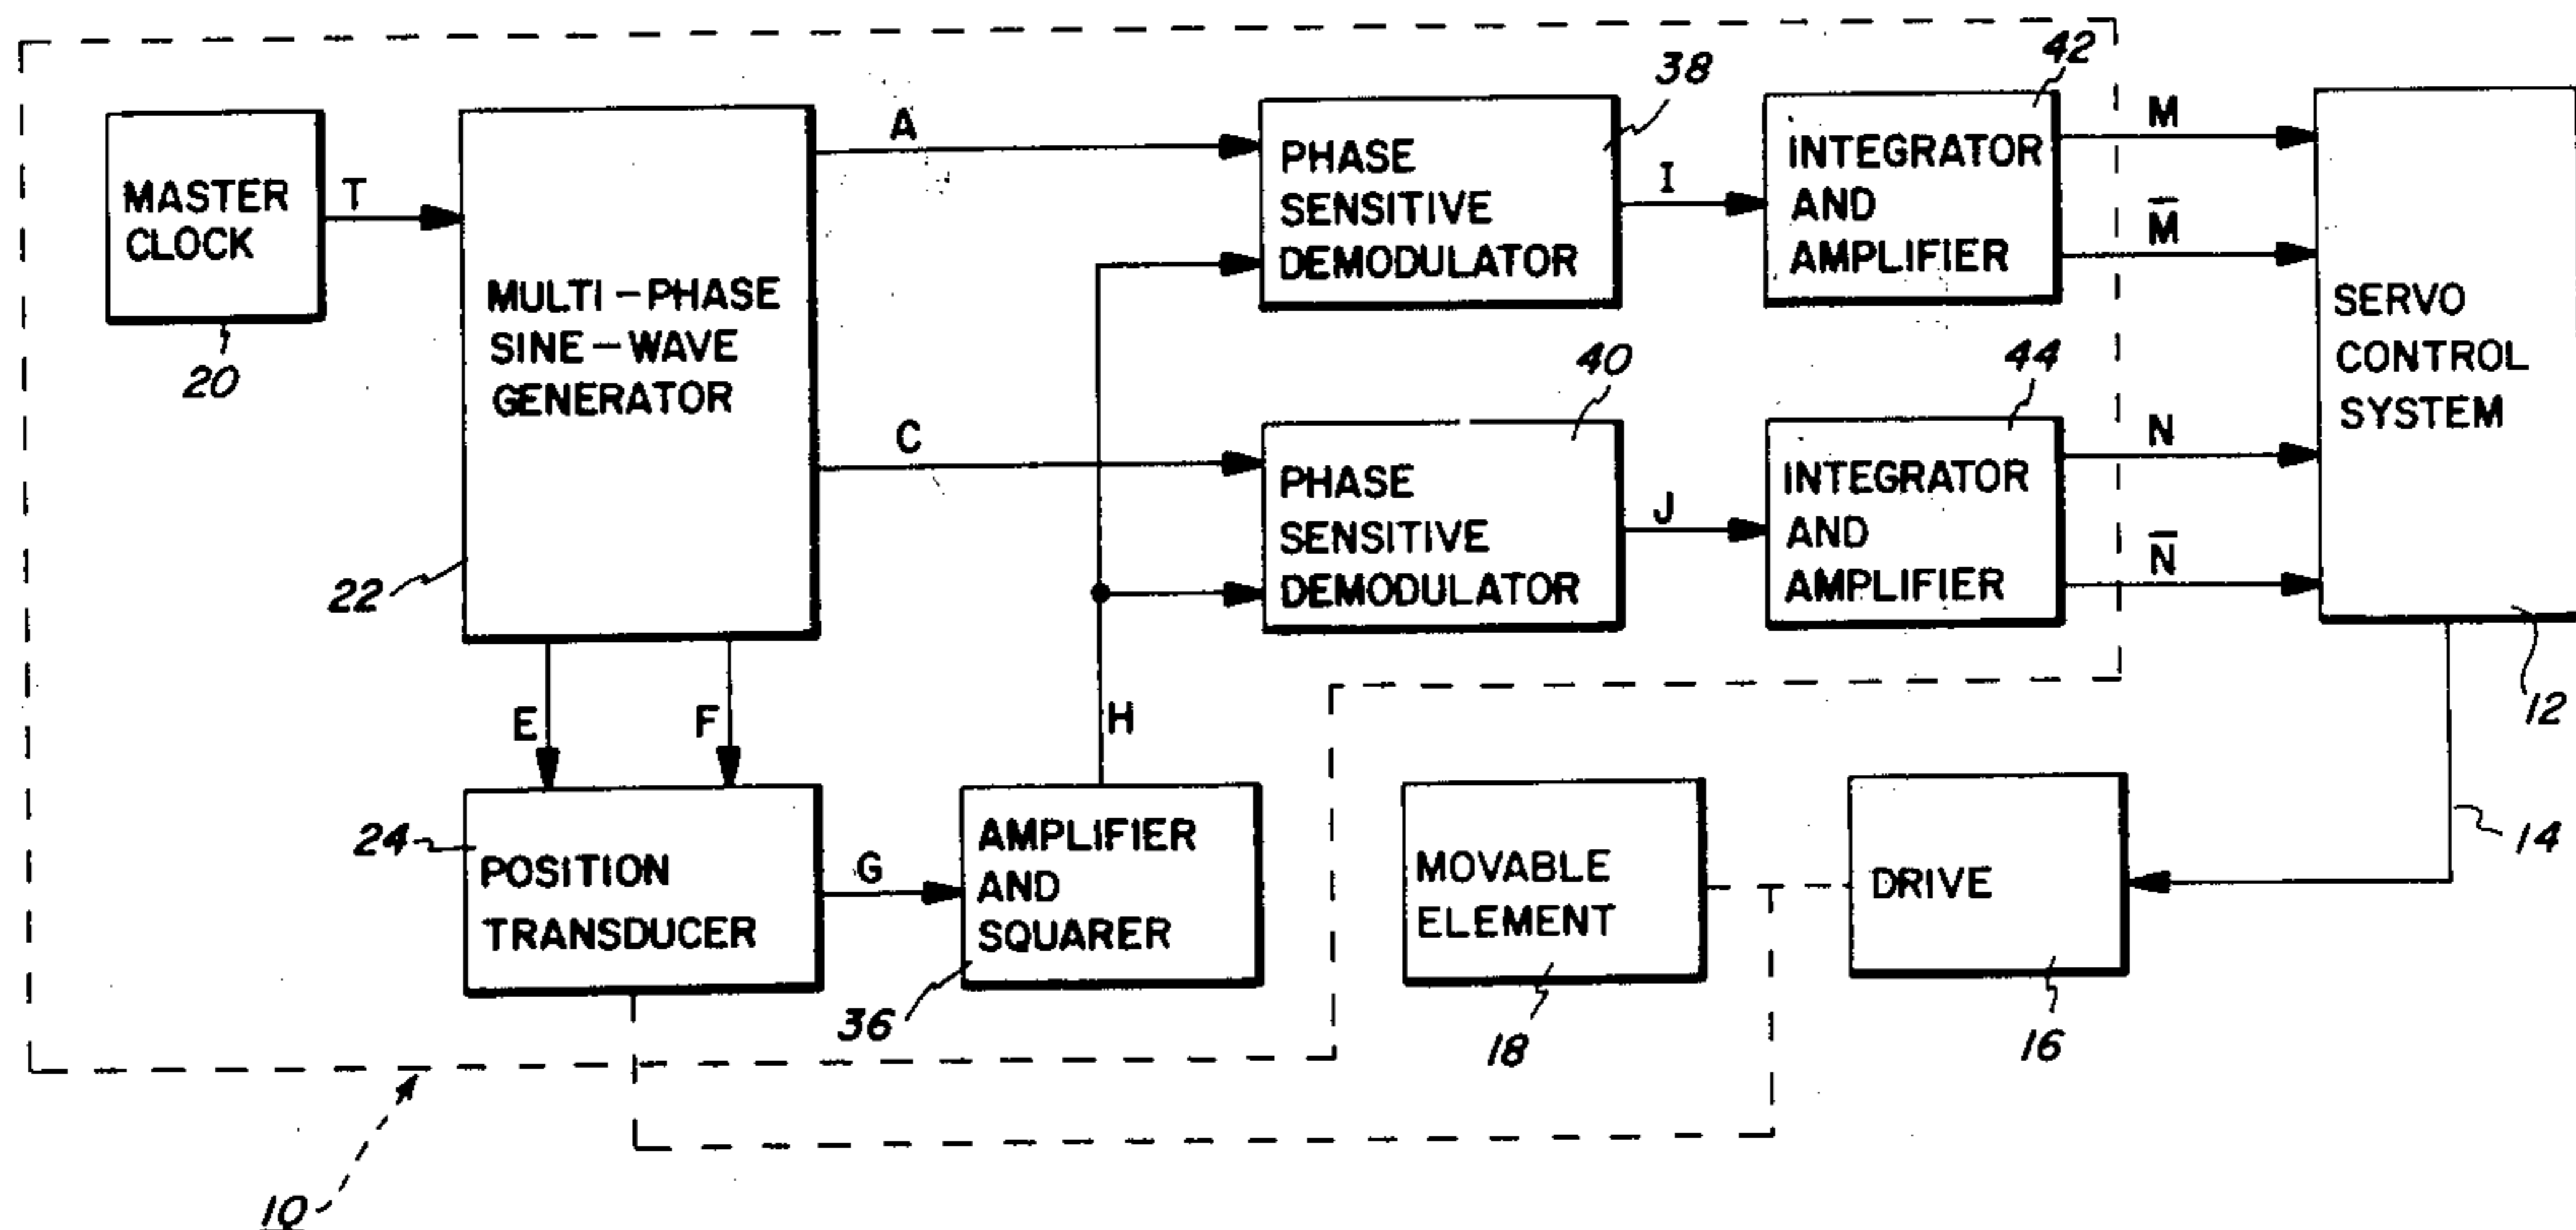 42
38
MASTER
CLOCK
T
20
MULTI-PHASE
SINE-WAVE
GENERATOR
22
A
C
PHASE
SENSITIVE
DEMODULATOR
I
INTEGRATOR
AND
AMPLIFIER
M
M̅
40
PHASE
SENSITIVE
DEMODULATOR
J
44
INTEGRATOR
AND
AMPLIFIER
N
N̅
SERVO
CONTROL
SYSTEM
12
E
F
H
24
POSITION
TRANSDUCER
G
AMPLIFIER
AND
SQUARER
36
MOVABLE
ELEMENT
18
DRIVE
16
14
10